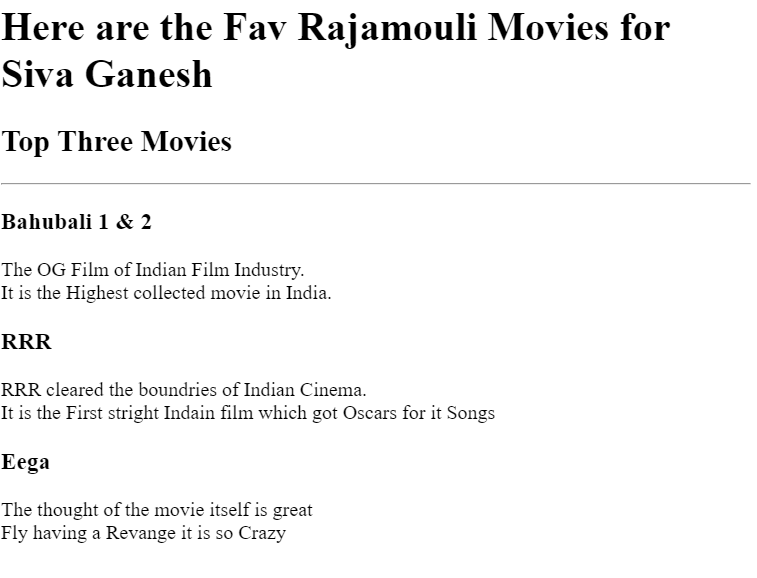 Here are the Fav Rajamouli Movies for
Siva Ganesh
Top Three Movies
Bahubali 1 & 2
The OG Film of Indian Film Industry.
It is the Highest collected movie in India.
RRR
RRR cleared the boundries of Indian Cinema.
It is the First stright Indain film which got Oscars for it Songs
Eega
The thought of the movie itself is great
Fly having a Revange it is so Crazy